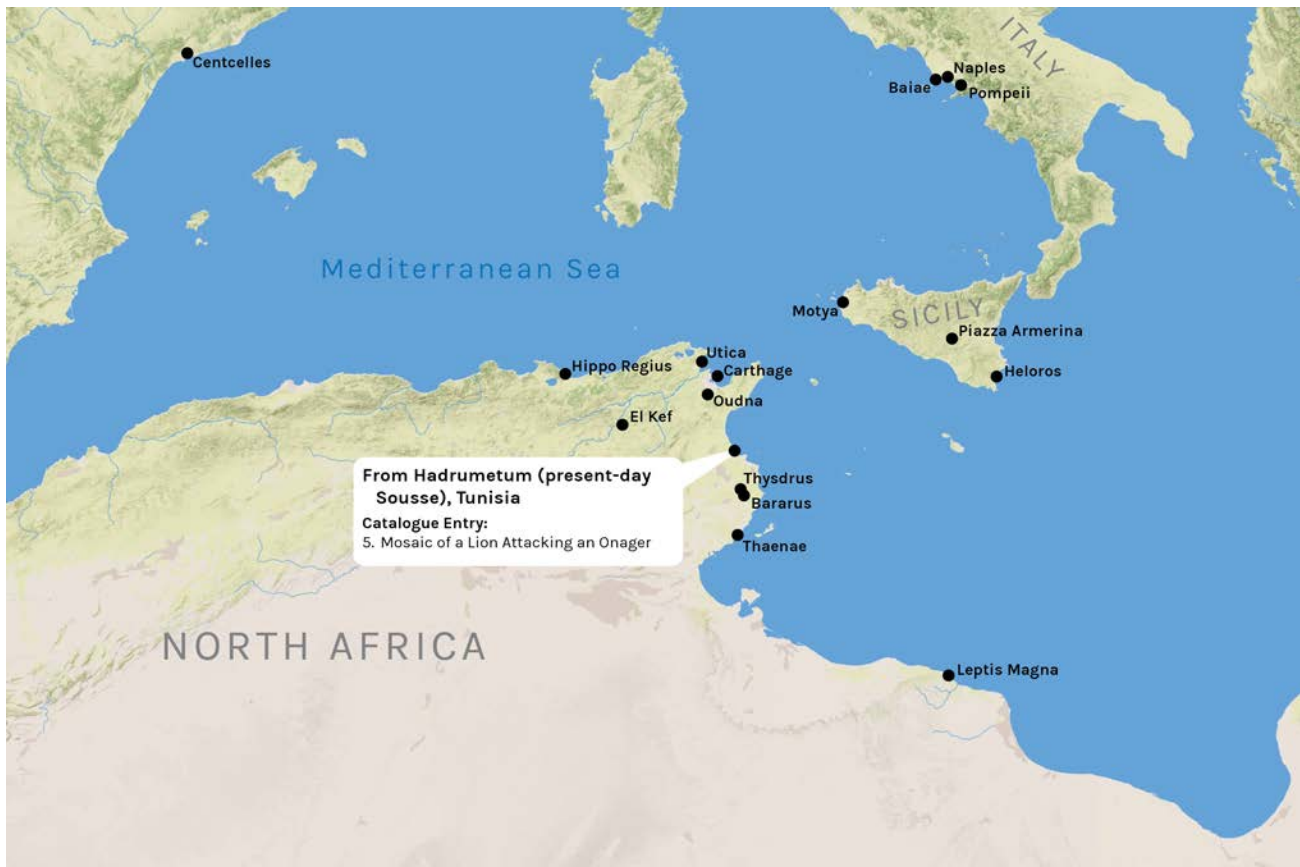 ITALY
Centcelles
Naples
Baiae
Pompeii
Mediterranean Sea
Motya
SICILY
Piazza Armerina
Utica
Hippo Regius
Carthage
Heloros
Oudna
El Kef
From Hadrumetum (present-day
Sousse), Tunisia
Catalogue Entry:
5. Mosaic of a Lion Attacking an Onager
Thysdrus
Bararus
Thaenae
NORTH AFRICA
Leptis Magna